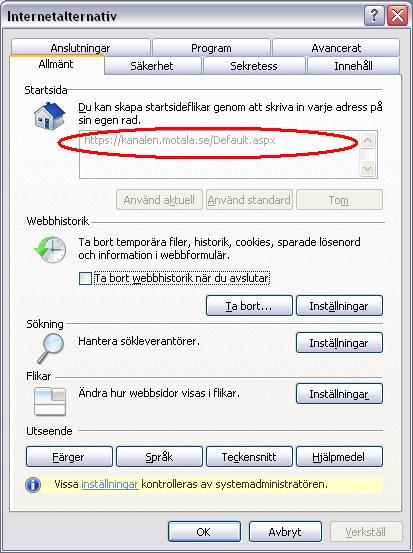 Internetalternativ
Anslutningar Program Avancerat
Allmänt Säkerhet Sekretess Innehåll
Startsida
Du kan skapa startsideflikar genom att skriva in varje adress på
sin egen rad.
https://kanalen.motala.se/Default.aspx
Använd aktuell Använd standard Tom
Webbhistorik
Ta bort temporära filer, historik, cookies, sparade lösenord
och information i webbformulär.
Ta bort webbhistorik när du avslutar
Ta bort... Inställningar
Sökning
Hantera sökleverantörer. Inställningar
Flikar
Ändra hur webbsidor visas i flikar. Inställningar
Utseende
Färger Språk Teckensnitt Hjälpmedel
Vissa inställningar kontrolleras av systemadministratören.
OK Avbryt Verkställ